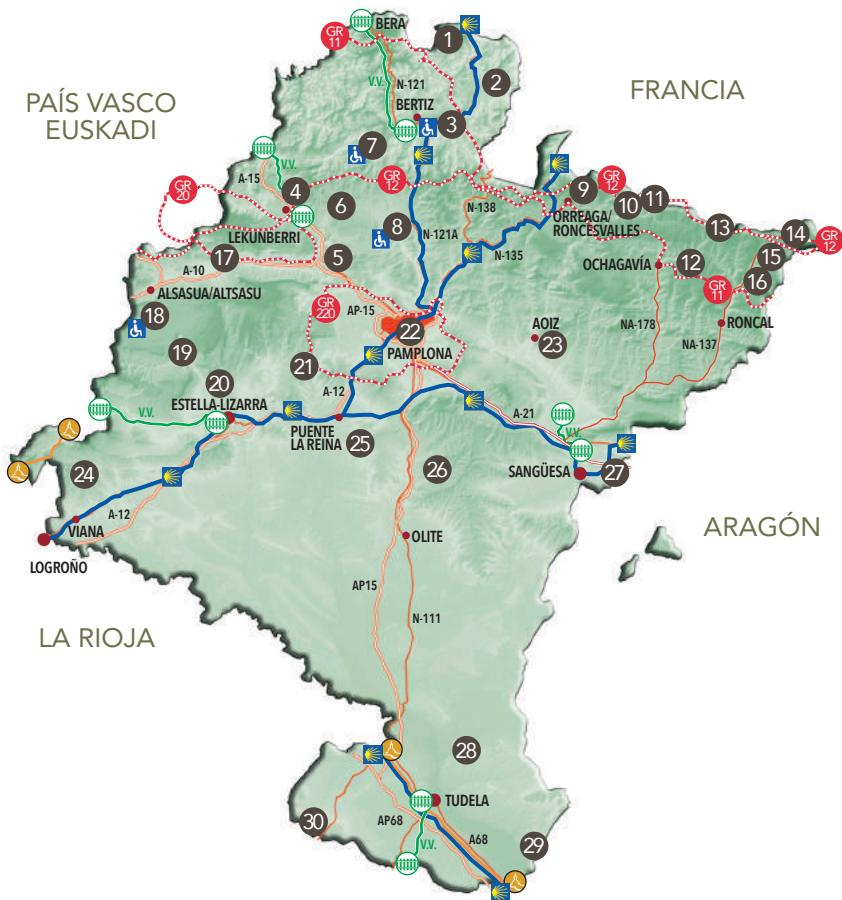 GR
11
BERA
1
V.V.
N-121
2
PAÍS VASCO
EUSKADI
FRANCIA
BERTIZ
3
7
A-15
V.V.
GR
20
4
GR
12
6
LEKUNBERRI
N-138
9
GR
12
10
11
ORREAGA/
RONCESVALLES
8
N-121A
N-135
13
14
GR
12
17
5
A-10
OCHAGAVÍA
12
15
16
GR
11
ALSASUA/ALTSASU
18
GR
220
AP-15
22
PAMPLONA
AOIZ
23
NA-178
RONCAL
NA-137
19
21
20
ESTELLA-LIZARRA
A-12
V.V.
PUENTE
LA REINA
25
A-21
V.V.
SANGÜESA
27
24
26
A-12
VIANA
LOGROÑO
OLITE
ARAGÓN
AP15
N-111
LA RIOJA
28
TUDELA
30
AP68
V.V.
A68
29